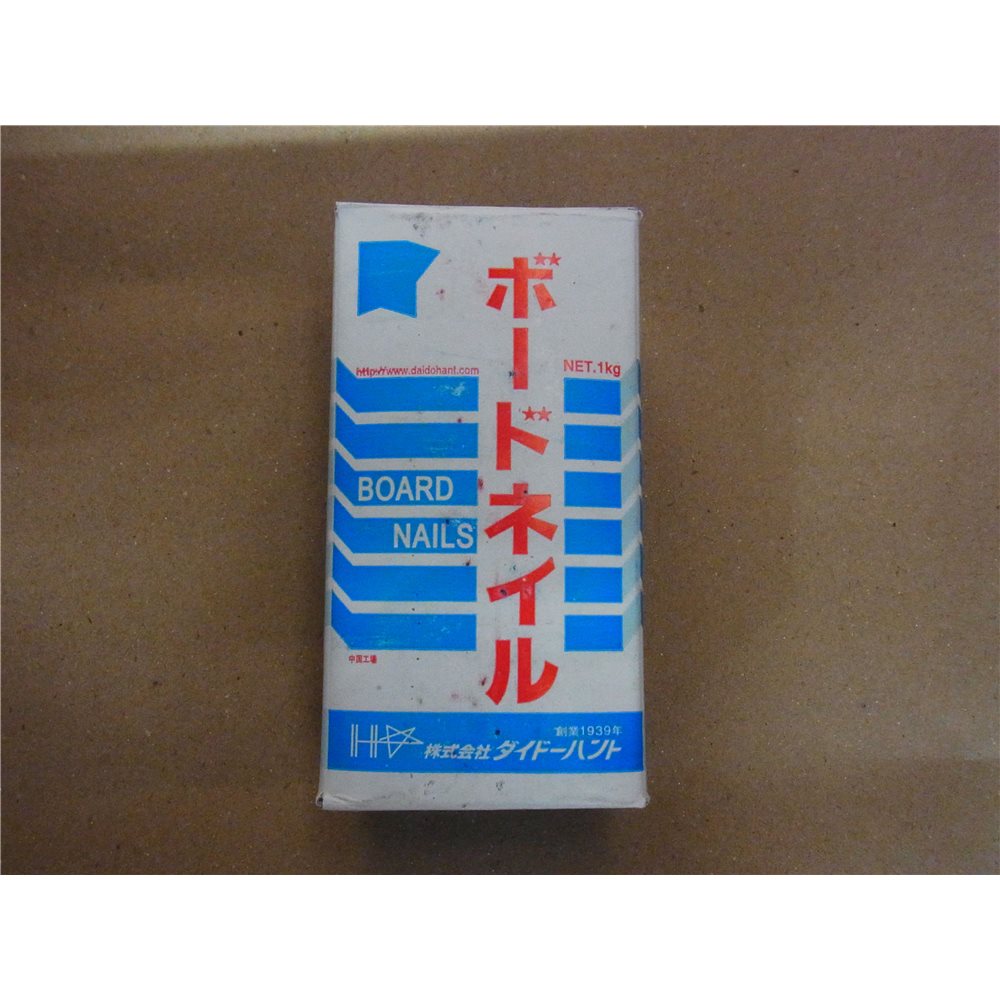 ボードネイル
http://www.daidohant.com
NET.1kg
BOARD
NAILS
中国工場
創業1939年
株式会社 ダイドーハント